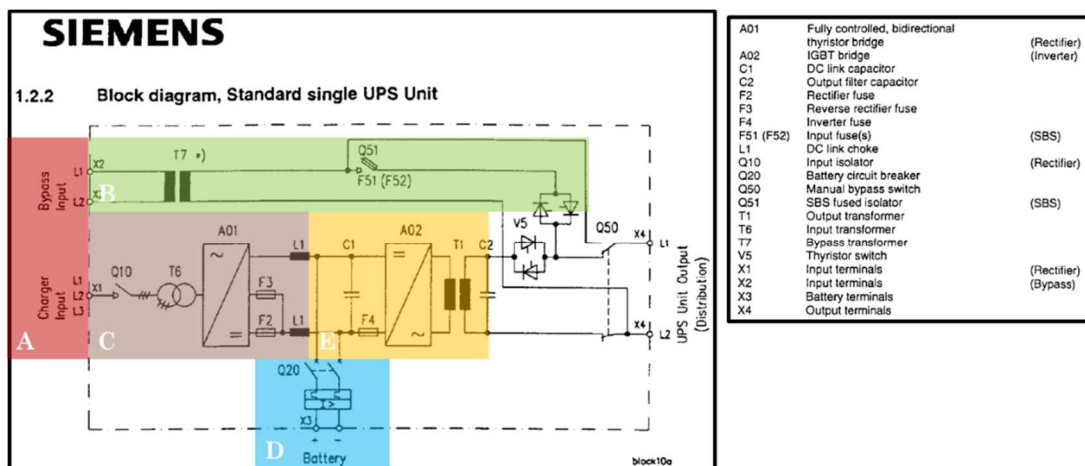 SIEMENS
1.2.2 Block diagram, Standard single UPS Unit
Bypass
Input
L1
X2
L2
T7 *)
B
Q51
F51 (F52)
V5
Q50
X4
L1
X4
L2
UPS Unit Output
(Distribution)
Charger
Input
L1
L2
L3
X1
Q10
T6
A01
L1
F3
F2
L1
C1
A02
F4
T1
C2
A
C
E
Q20
X3
+
-
D
Battery
block10a
A01 Fully controlled, bidirectional
thyristor bridge (Rectifier)
A02 IGBT bridge (Inverter)
C1 DC link capacitor
C2 Output filter capacitor
F2 Rectifier fuse
F3 Reverse rectifier fuse
F4 Inverter fuse
F51 (F52) Input fuse(s) (SBS)
L1 DC link choke
Q10 Input isolator (Rectifier)
Q20 Battery circuit breaker
Q50 Manual bypass switch
Q51 SBS fused isolator (SBS)
T1 Output transformer
T6 Input transformer
T7 Bypass transformer
V5 Thyristor switch
X1 Input terminals (Rectifier)
X2 Input terminals (Bypass)
X3 Battery terminals
X4 Output terminals